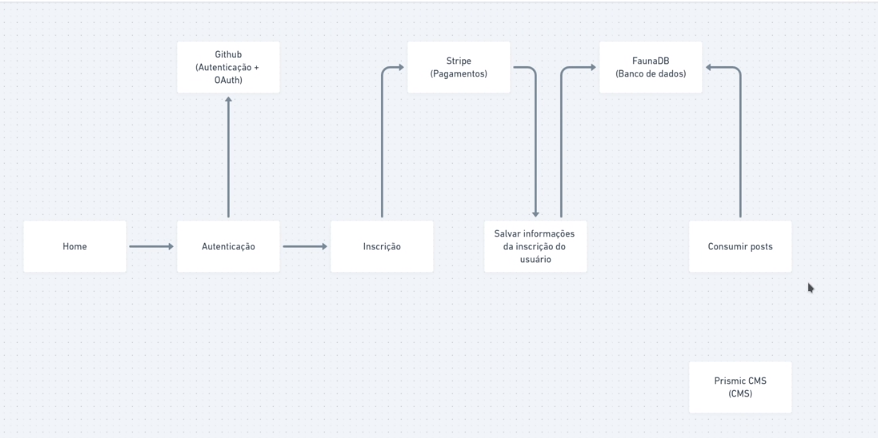 Github
(Autenticação +
OAuth)
Stripe
(Pagamentos)
FaunaDB
(Banco de dados)
Home
Autenticação
Inscrição
Salvar informações
da inscrição do
usuário
Consumir posts
Prismic CMS
(CMS)